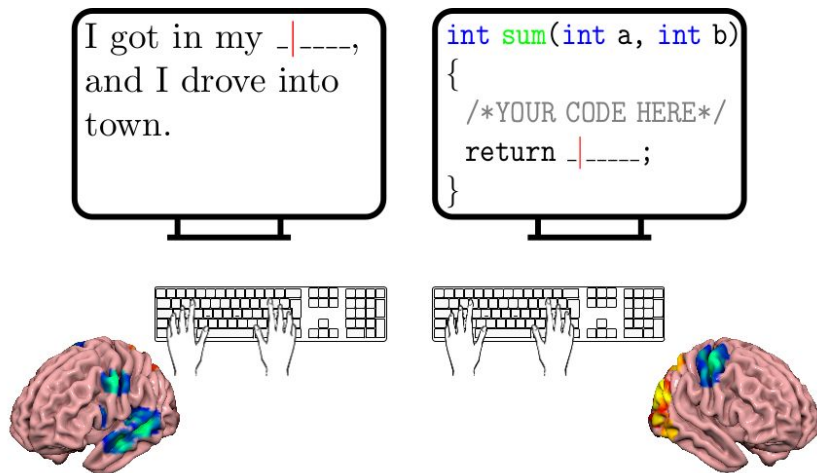 I got in my _|____,
and I drove into
town.
int sum(int a, int b)
{
/*YOUR CODE HERE*/
return _|_____;
}